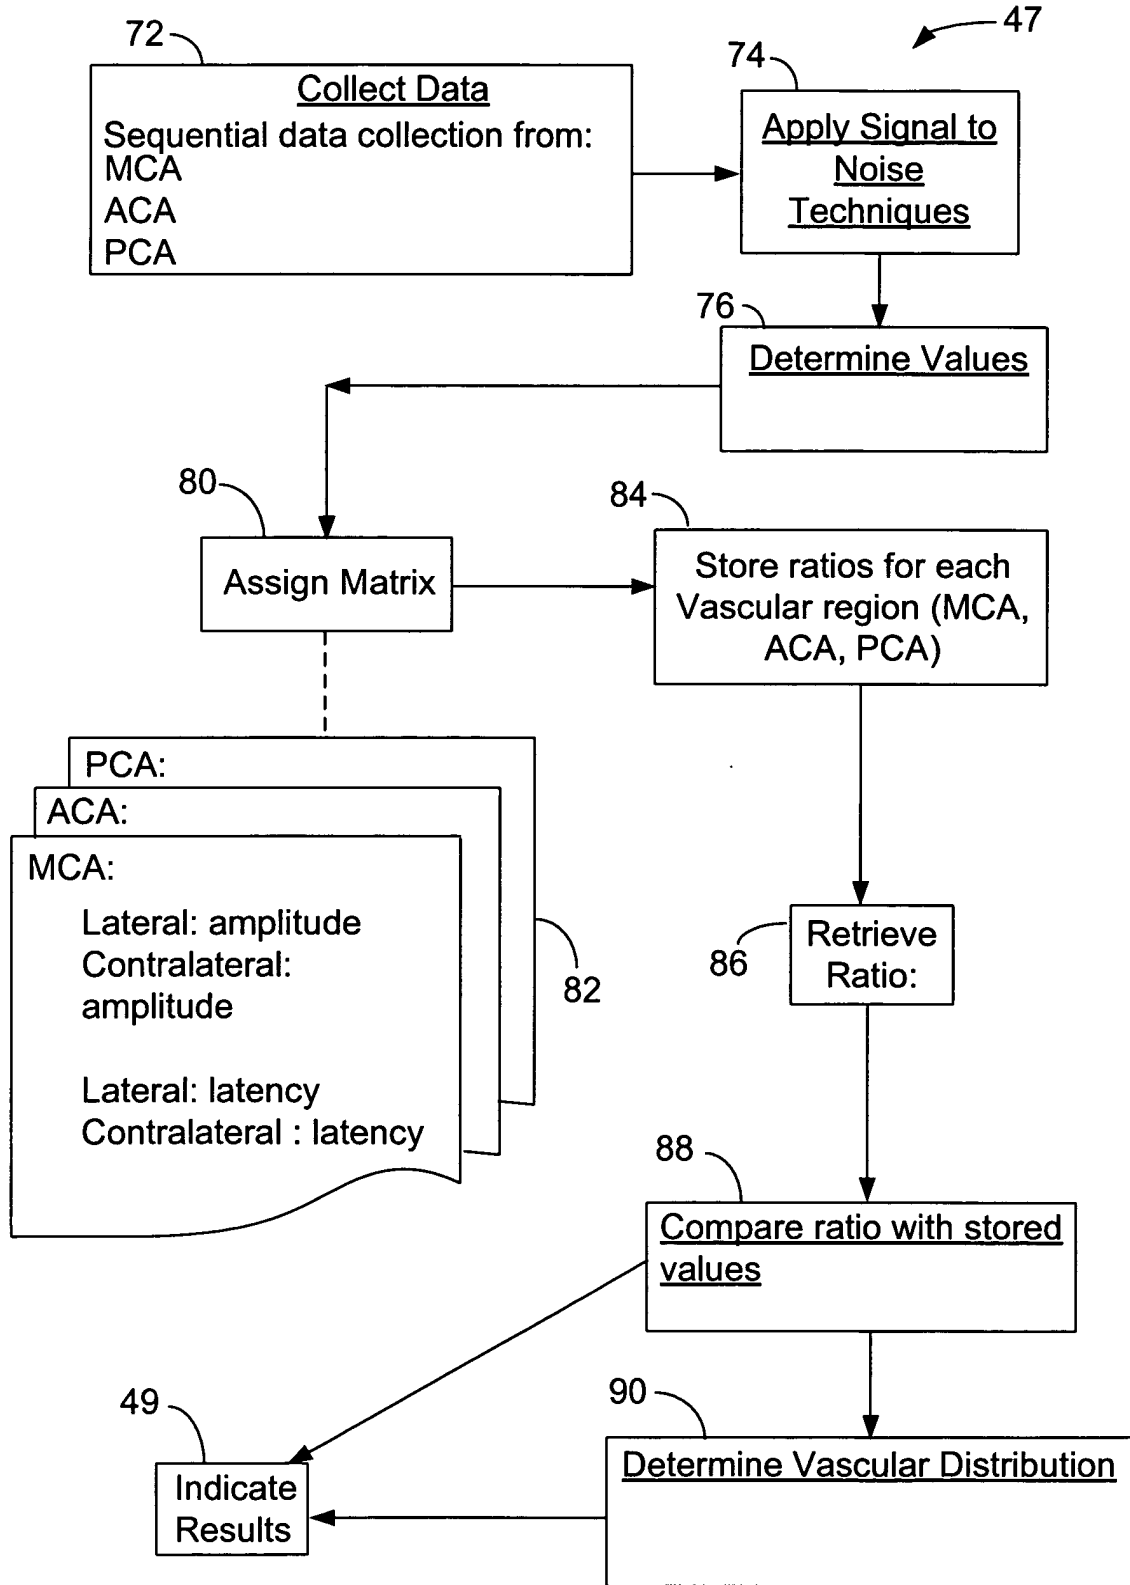 47
72
Collect Data
Sequential data collection from:
MCA
ACA
PCA
74
Apply Signal to
Noise
Techniques
76
Determine Values
80
Assign Matrix
84
Store ratios for each
Vascular region (MCA,
ACA, PCA)
PCA:
ACA:
MCA:
Lateral: amplitude
Contralateral:
amplitude
Lateral: latency
Contralateral : latency
82
86
Retrieve
Ratio:
88
Compare ratio with stored
values
90
Determine Vascular Distribution
49
Indicate
Results